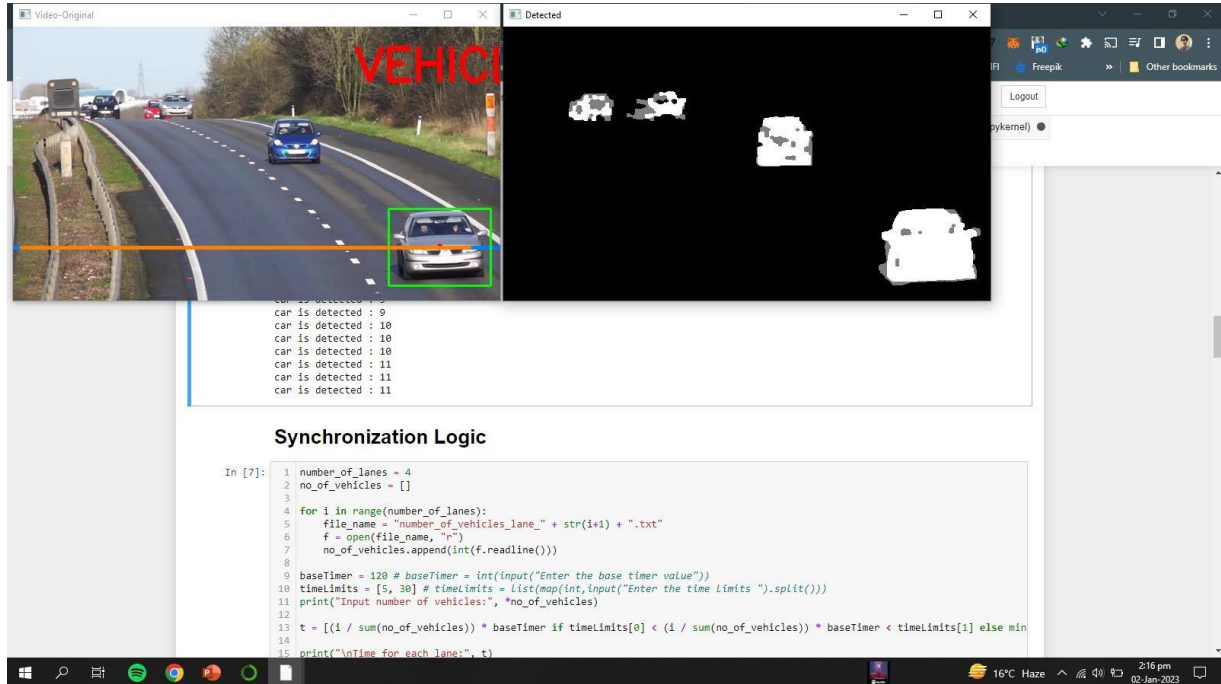 Video-Original
Detected
VEHICL
FI
Freepik
»
Other bookmarks
Logout
pykernel)
car is detected : 9
car is detected : 9
car is detected : 10
car is detected : 10
car is detected : 10
car is detected : 11
car is detected : 11
car is detected : 11
Synchronization Logic
In [7]:
1 number_of_lanes = 4
2 no_of_vehicles = []
3
4 for i in range(number_of_lanes):
5     file_name = "number_of_vehicles_lane_" + str(i+1) + ".txt"
6     f = open(file_name, "r")
7     no_of_vehicles.append(int(f.readline()))
8
9 baseTimer = 120 # baseTimer = int(input("Enter the base timer value"))
10 timeLimits = [5, 30] # timeLimits = list(map(int,input("Enter the time limits ").split()))
11 print("Input number of vehicles:", *no_of_vehicles)
12
13 t = [(i / sum(no_of_vehicles)) * baseTimer if timeLimits[0] < (i / sum(no_of_vehicles)) * baseTimer < timeLimits[1] else min
14
15 print("\nTime for each lane:", t)
16°C Haze
2:16 pm
02-Jan-2023